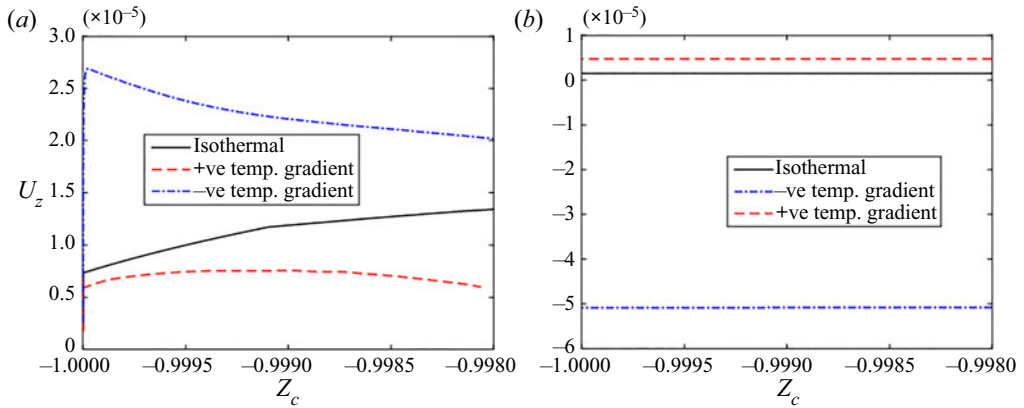 (a) (×10⁻⁵)
3.0
2.5
2.0
1.5
1.0
0.5
0
U_z
Isothermal
+ve temp. gradient
–ve temp. gradient
–1.0000 –0.9995 –0.999 –0.9985 –0.998
Z_c
(b) (×10⁻⁵)
1
0
–1
–2
–3
–4
–5
–6
Isothermal
–ve temp. gradient
+ve temp. gradient
–1.0000 –0.9995 –0.9990 –0.9985 –0.9980
Z_c